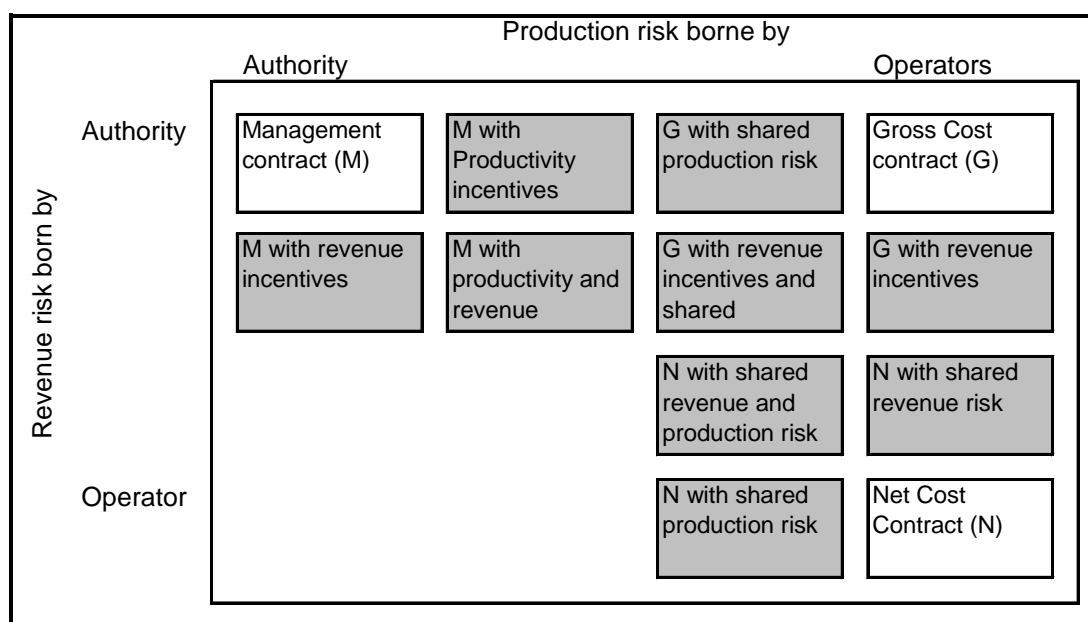 Production risk borne by
Authority Operators
Revenue risk born by
Authority
Management
contract (M)
M with
Productivity
incentives
G with shared
production risk
Gross Cost
contract (G)
M with revenue
incentives
M with
productivity and
revenue
G with revenue
incentives and
shared
G with revenue
incentives
N with shared
revenue and
production risk
N with shared
revenue risk
Operator
N with shared
production risk
Net Cost
Contract (N)